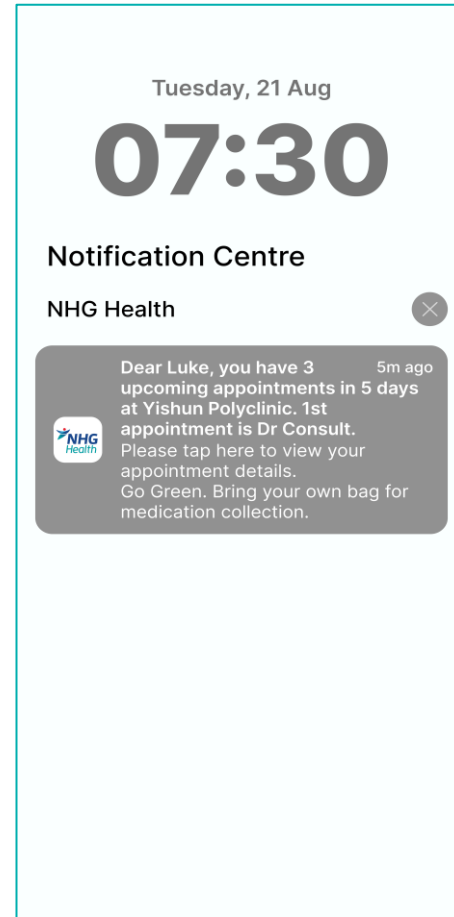 Tuesday, 21 Aug
07:30
Notification Centre
NHG Health
Dear Luke, you have 3 5m ago
upcoming appointments in 5 days
at Yishun Polyclinic. 1st
appointment is Dr Consult.
NHG
Health
Please tap here to view your
appointment details.
Go Green. Bring your own bag for
medication collection.